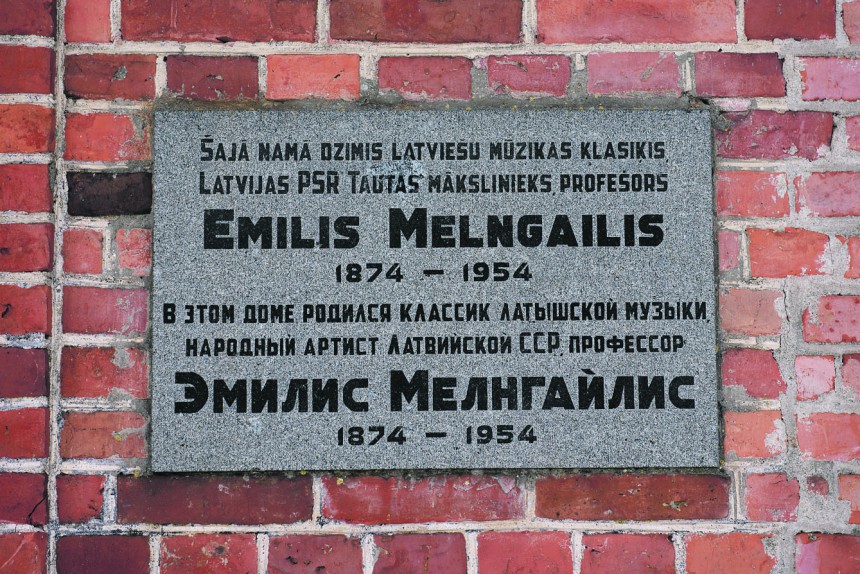 ŠAJĀ NAMĀ DZIMIS LATVIEŠU MŪZIKAS KLASIĶIS,
LATVIJAS PSR TAUTAS MĀKSLINIEKS, PROFESORS
EMILIS MELNGAILIS
1874 – 1954
В ЭТОМ ДОМЕ РОДИЛСЯ КЛАССИК ЛАТЫШСКОЙ МУЗЫКИ,
НАРОДНЫЙ АРТИСТ ЛАТВИЙСКОЙ ССР, ПРОФЕССОР
ЭМИЛИС МЕЛНГАЙЛИС
1874 – 1954